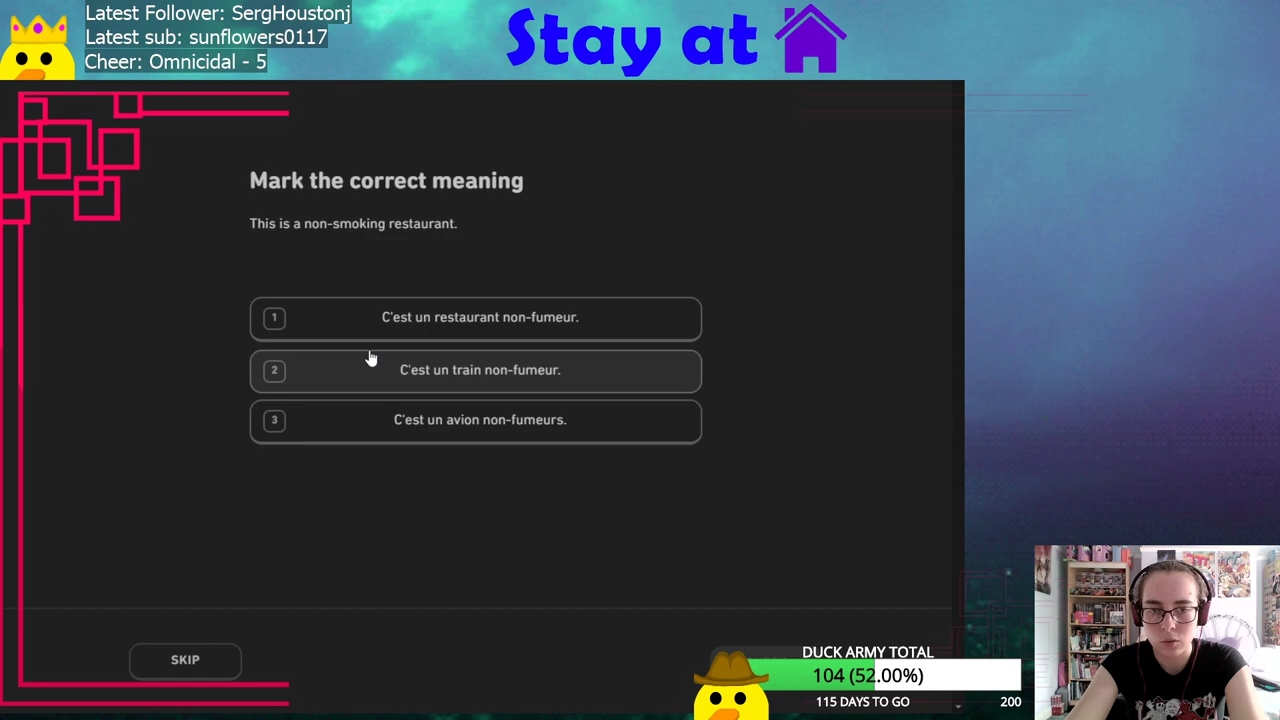 Latest Follower: SergHoustonj
Latest sub: sunflowers0117
Cheer: Omnicidal - 5
Stay at
Mark the correct meaning
This is a non-smoking restaurant.
1 C'est un restaurant non-fumeur.
2 C'est un train non-fumeur.
3 C'est un avion non-fumeurs.
SKIP
DUCK ARMY TOTAL
104 (52.00%)
115 DAYS TO GO
200